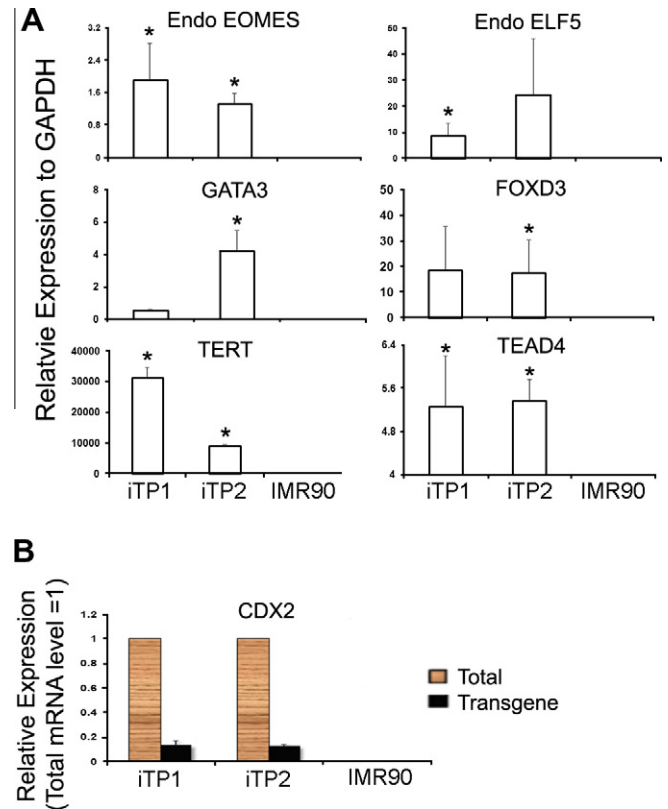 A
Relatvie Expression to GAPDH
Endo EOMES
3.2
2.4
1.6
0.8
0
*
*
Endo ELF5
50
40
30
20
10
0
*
GATA3
8
6
4
2
0
*
FOXD3
50
40
30
20
10
0
*
TERT
40000
30000
20000
10000
0
*
*
iTP1 iTP2 IMR90
TEAD4
6.4
5.6
4.8
4
*
*
iTP1 iTP2 IMR90
B
Relative Expression
(Total mRNA level =1)
CDX2
1.2
1
0.8
0.6
0.4
0.2
0
iTP1 iTP2 IMR90
Total
Transgene